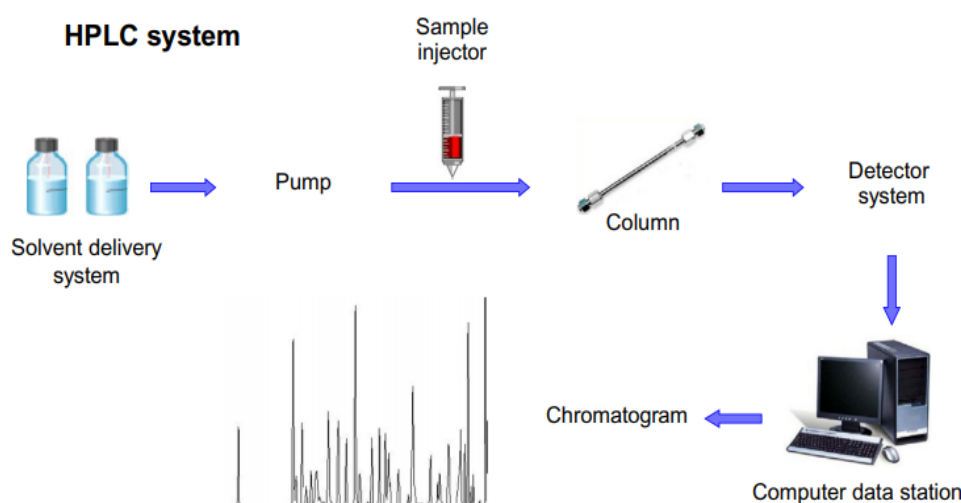 HPLC system
Sample
injector
Solvent delivery
system
Pump
Column
Detector
system
Computer data station
Chromatogram